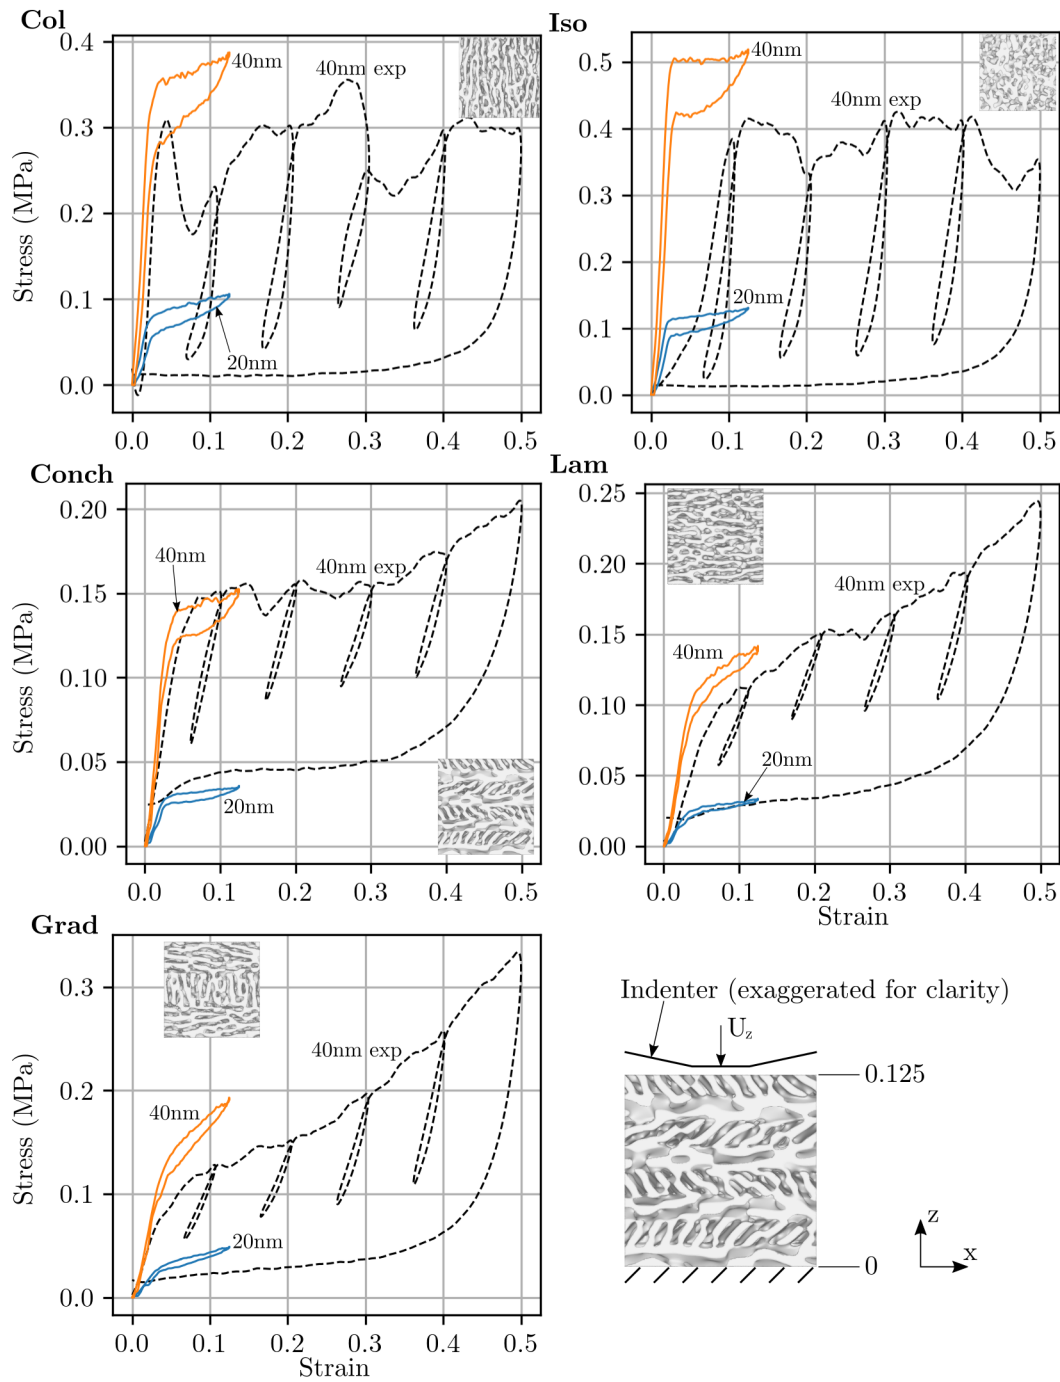 Col
0.4
0.3
0.2
0.1
0.0
Stress (MPa)
40nm
40nm exp
20nm
0.0 0.1 0.2 0.3 0.4 0.5
Iso
0.5
0.4
0.3
0.2
0.1
0.0
40nm
40nm exp
20nm
0.0 0.1 0.2 0.3 0.4 0.5
Conch
0.20
0.15
0.10
0.05
0.00
Stress (MPa)
40nm
40nm exp
20nm
0.0 0.1 0.2 0.3 0.4 0.5
Lam
0.25
0.20
0.15
0.10
0.05
0.00
40nm exp
40nm
20nm
0.0 0.1 0.2 0.3 0.4 0.5
Strain
Grad
0.3
0.2
0.1
0.0
Stress (MPa)
40nm exp
40nm
20nm
0.0 0.1 0.2 0.3 0.4 0.5
Strain
Indenter (exaggerated for clarity)
Uz
0.125
z
x
0